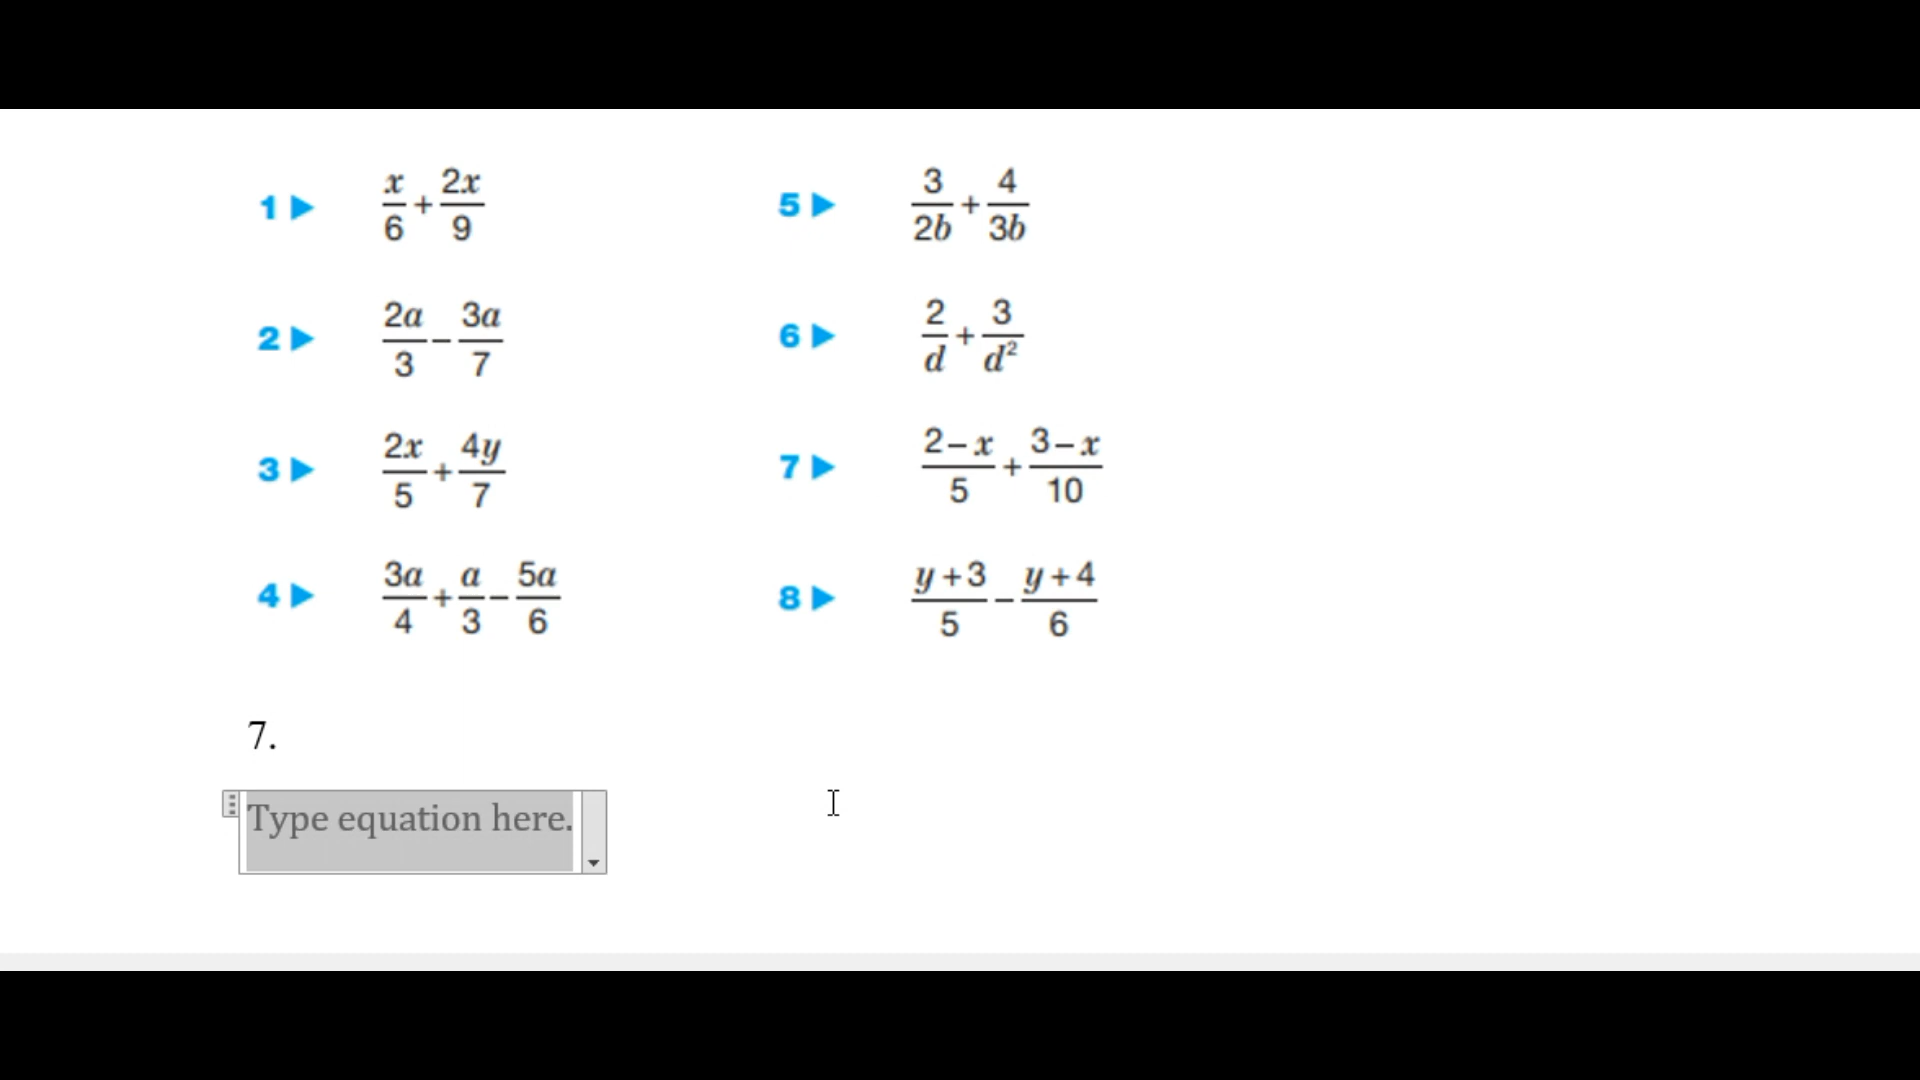 1▶ x/6 + 2x/9
2▶ 2a/3 − 3a/7
3▶ 2x/5 + 4y/7
4▶ 3a/4 + a/3 − 5a/6
5▶ 3/2b + 4/3b
6▶ 2/d + 3/d²
7▶ 2−x/5 + 3−x/10
8▶ y+3/5 − y+4/6
7.
Type equation here.